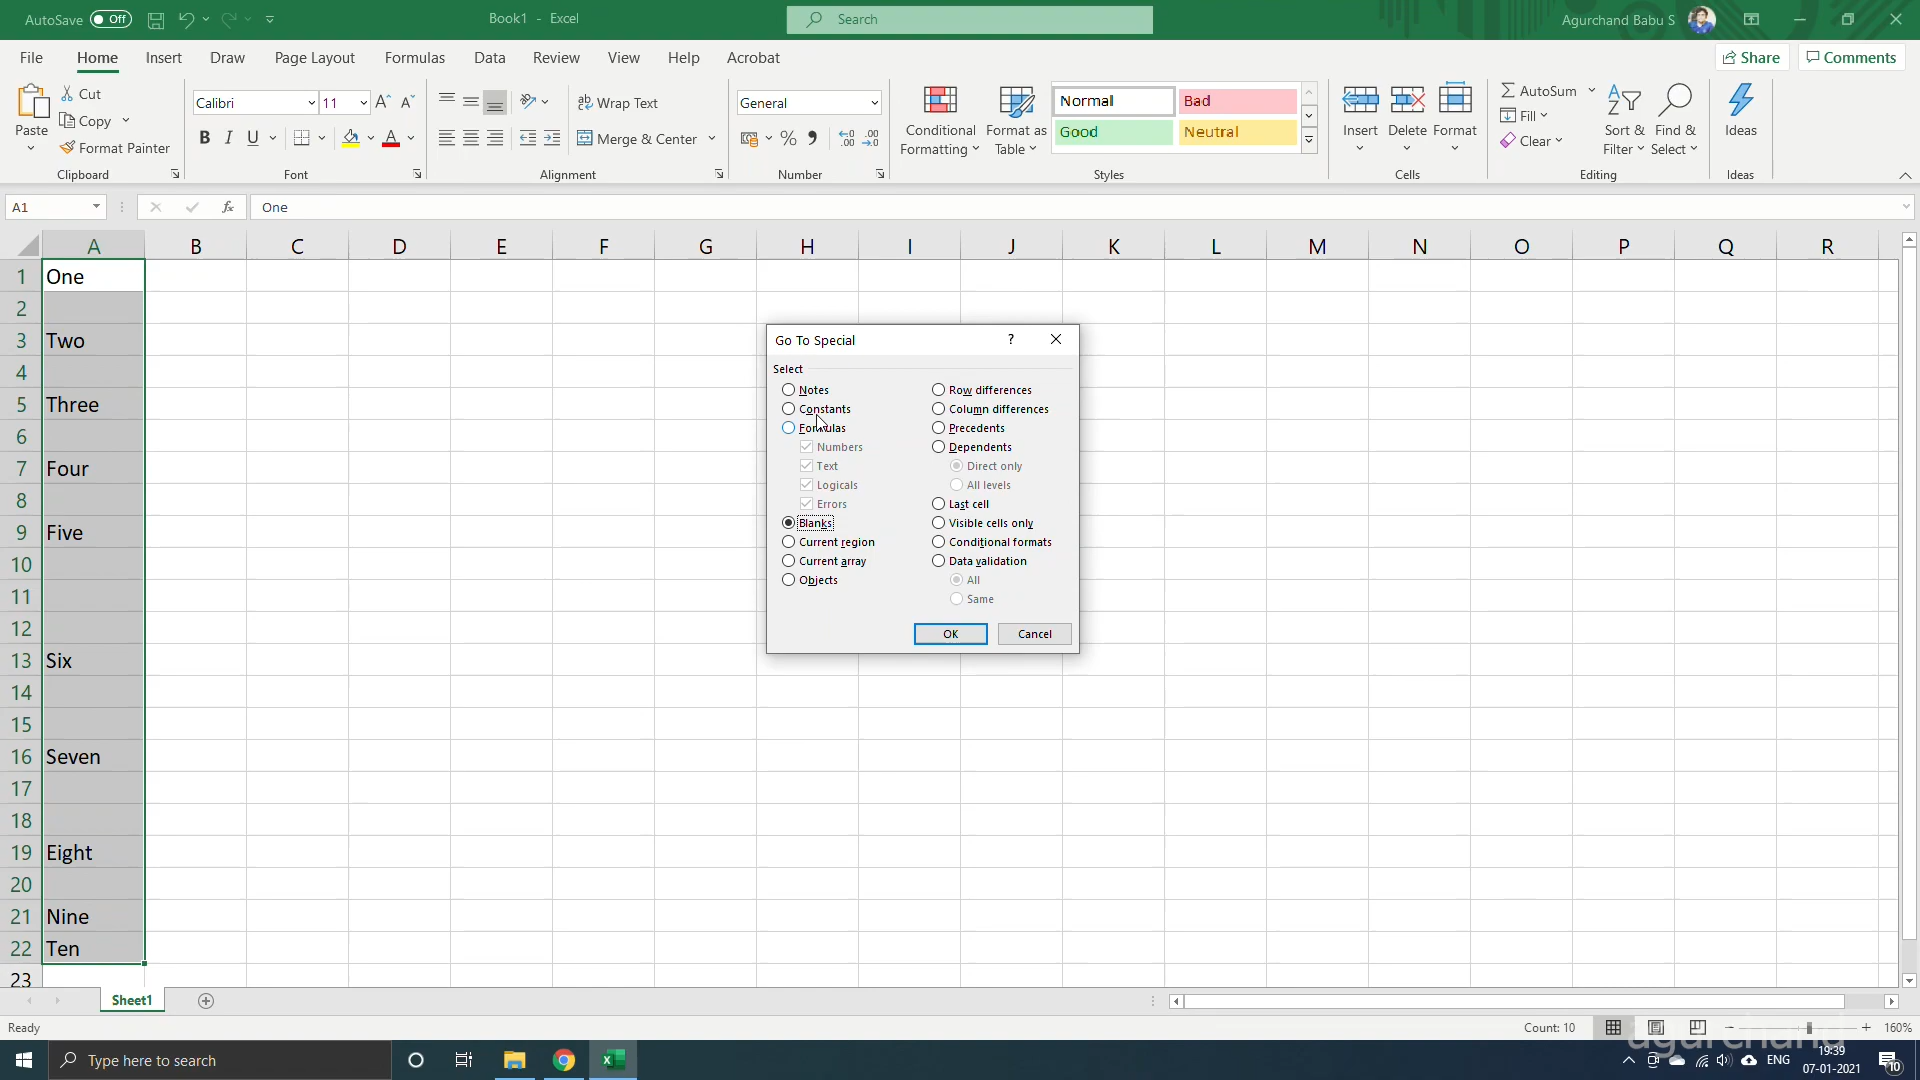 AutoSave Off
Book1 - Excel
Search
Agurchand Babu S
File Home Insert Draw Page Layout Formulas Data Review View Help Acrobat
Share Comments
Paste
Cut
Copy
Format Painter
Clipboard
Calibri 11
B I U
Font
Wrap Text
Merge & Center
Alignment
General
Number
Conditional Formatting
Format as Table
Normal Bad
Good Neutral
Styles
Insert Delete Format
Cells
AutoSum
Fill
Clear
Sort & Filter
Find & Select
Editing
Ideas
Ideas
A1 fx One
A B C D E F G H I J K L M N O P Q R
1 One
2
3 Two
4
5 Three
6
7 Four
8
9 Five
10
11
12
13 Six
14
15
16 Seven
17
18
19 Eight
20
21 Nine
22 Ten
23
Go To Special ?
Select
Notes
Constants
Formulas
Numbers
Text
Logicals
Errors
Blanks
Current region
Current array
Objects
Row differences
Column differences
Precedents
Dependents
Direct only
All levels
Last cell
Visible cells only
Conditional formats
Data validation
All
Same
OK Cancel
Sheet1
Ready
Count: 10
160%
agurchand
Type here to search
ENG
19:39
07-01-2021
10